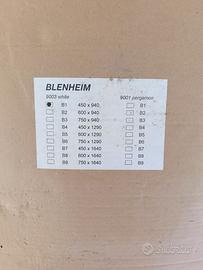 BLENHEIM
9003 white 9001 pergamon
B1 450 x 940 B1
B2 600 x 940 B2
B3 750 x 940 B3
B4 450 x 1290 B4
B5 600 x 1290 B5
B6 750 x 1290 B6
B7 450 x 1640 B7
B8 600 x 1640 B8
B9 750 x 1640 B9
subito